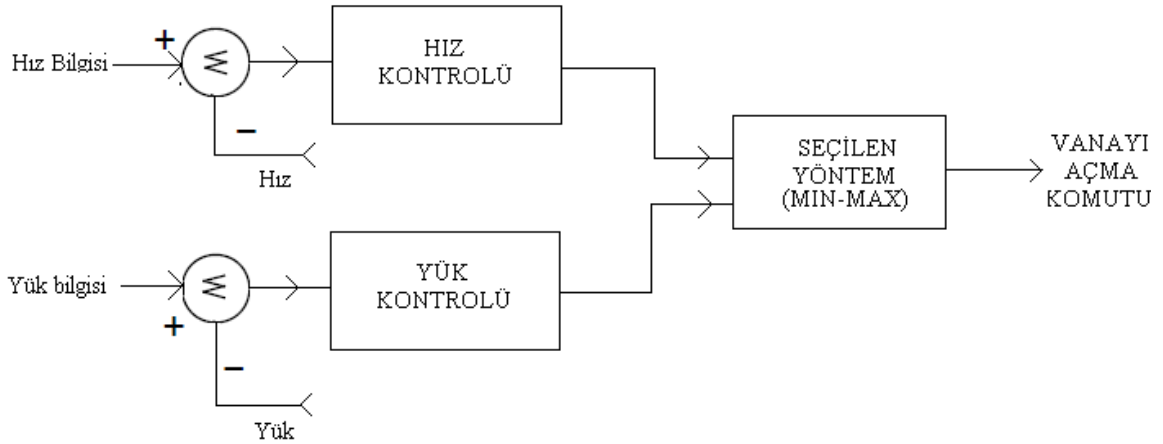 +
Hız Bilgisi
−
Hız
HIZ
KONTROLÜ
Yük bilgisi
+
−
Yük
YÜK
KONTROLÜ
SEÇİLEN
YÖNTEM
(MIN-MAX)
VANAYI
AÇMA
KOMUTU